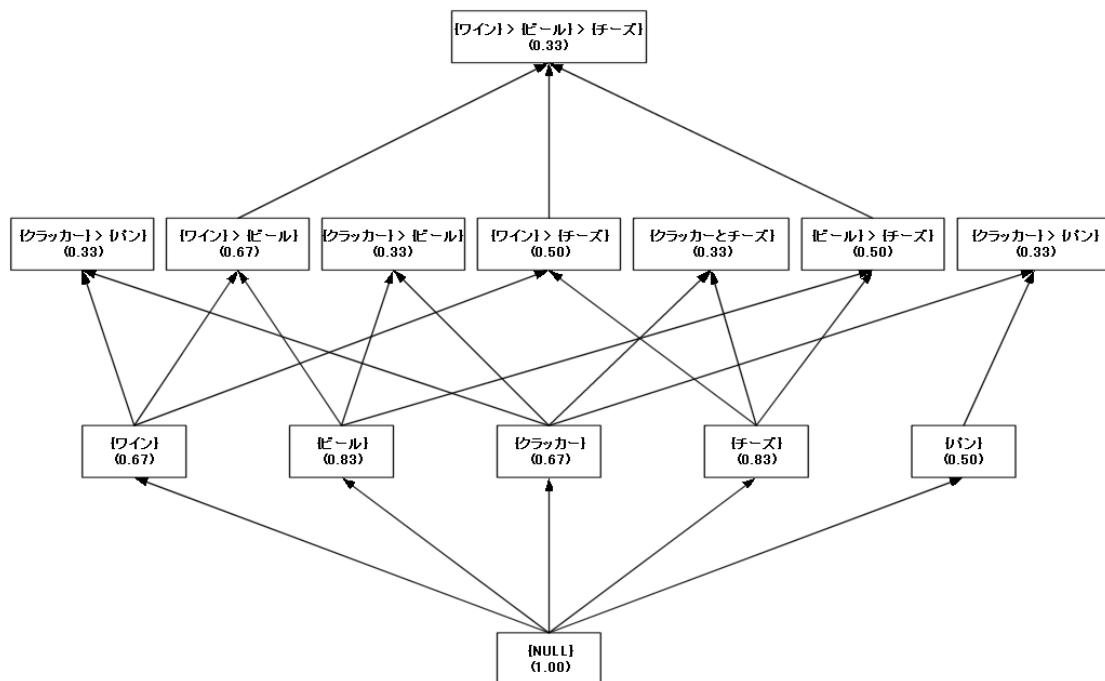 {ワイン} > {ビール} > {チーズ}
(0.33)
{クラッカー} > {パン}
(0.33)
{ワイン} > {ビール}
(0.67)
{クラッカー} > {ビール}
(0.33)
{ワイン} > {チーズ}
(0.50)
{クラッカーとチーズ}
(0.33)
{ビール} > {チーズ}
(0.50)
{クラッカー} > {パン}
(0.33)
{ワイン}
(0.67)
{ビール}
(0.83)
{クラッカー}
(0.67)
{チーズ}
(0.83)
{パン}
(0.50)
{NULL}
(1.00)